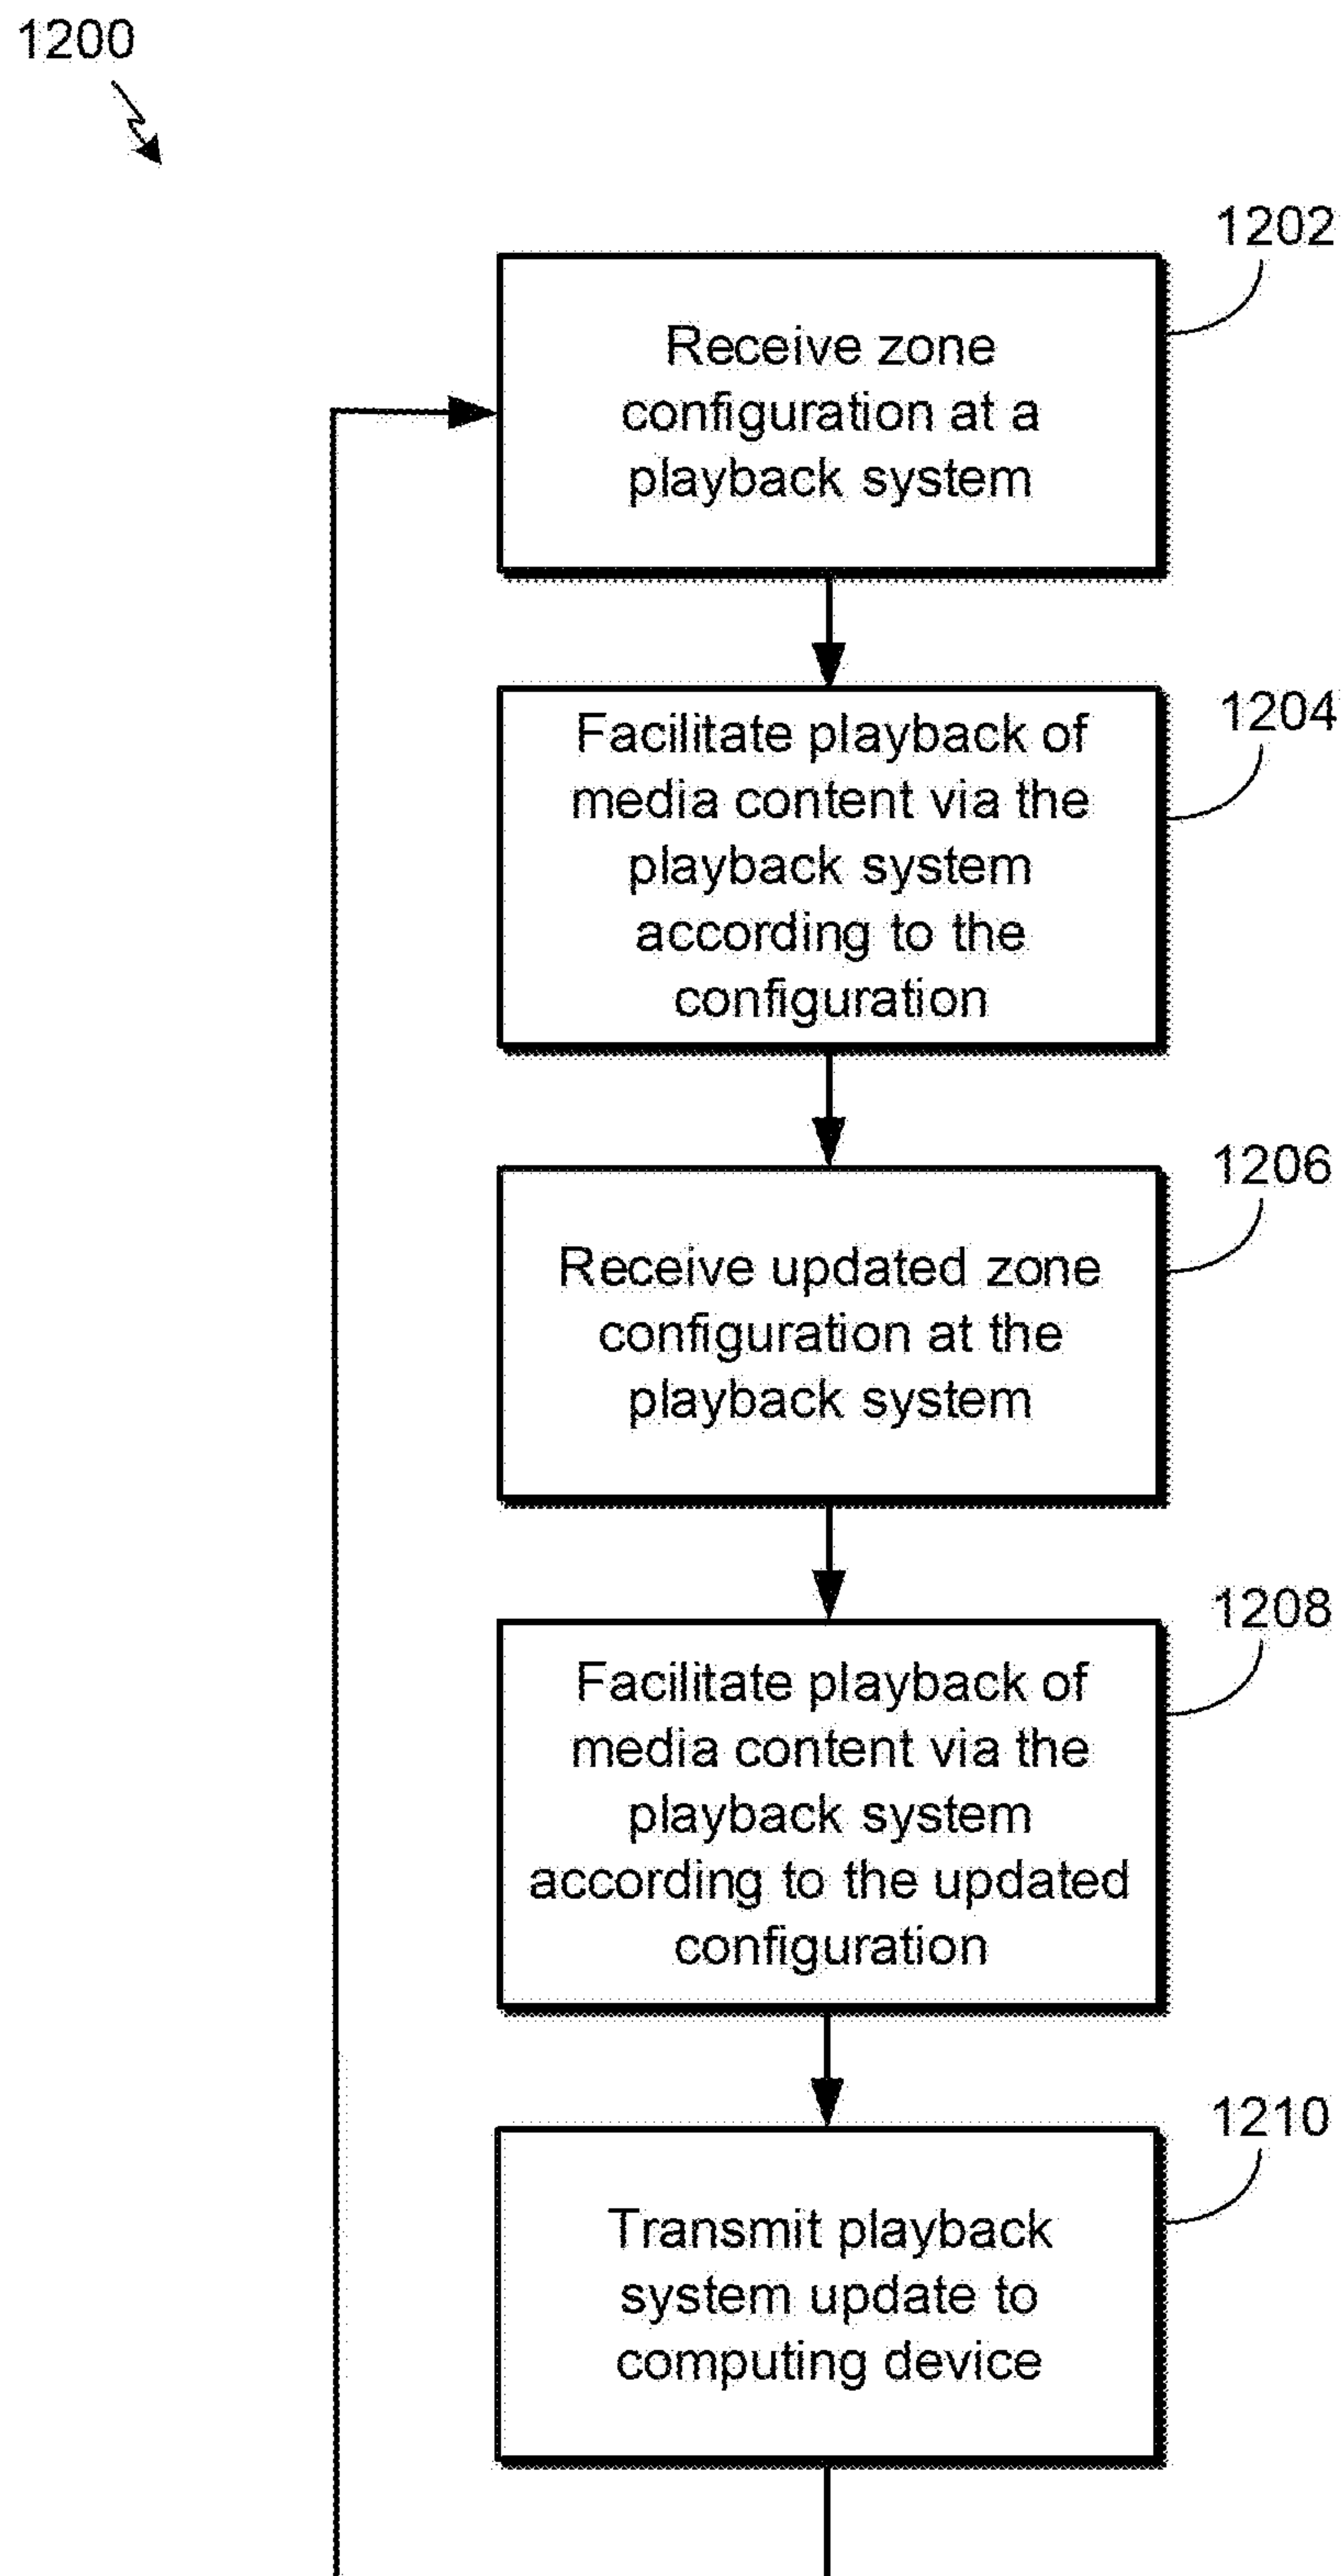 1200
1202
Receive zone
configuration at a
playback system
1204
Facilitate playback of
media content via the
playback system
according to the
configuration
1206
Receive updated zone
configuration at the
playback system
1208
Facilitate playback of
media content via the
playback system
according to the updated
configuration
1210
Transmit playback
system update to
computing device